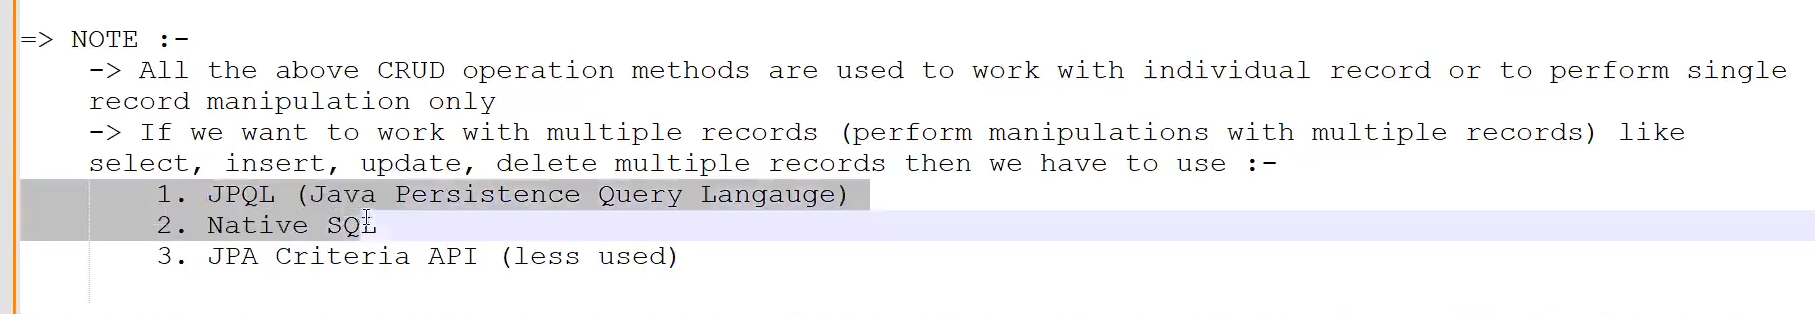 => NOTE :-
-> All the above CRUD operation methods are used to work with individual record or to perform single
record manipulation only
-> If we want to work with multiple records (perform manipulations with multiple records) like
select, insert, update, delete multiple records then we have to use :-
1. JPQL (Java Persistence Query Langauge)
2. Native SQL
3. JPA Criteria API (less used)